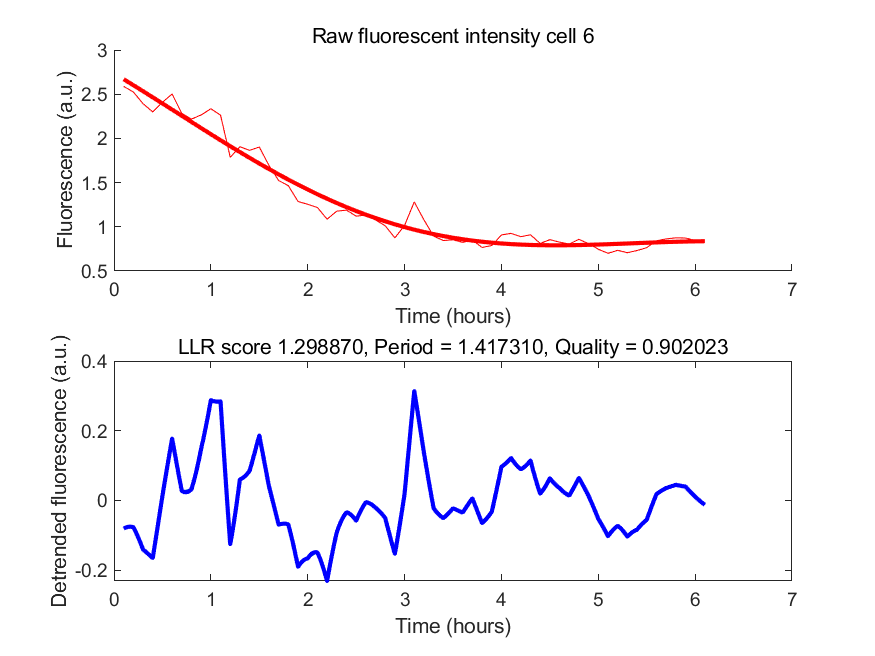 Raw fluorescent intensity cell 6
3
2.5
2
1.5
1
0.5
Fluorescence (a.u.)
0 1 2 3 4 5 6 7
Time (hours)
LLR score 1.298870, Period = 1.417310, Quality = 0.902023
0.4
0.2
0
-0.2
Detrended fluorescence (a.u.)
0 1 2 3 4 5 6 7
Time (hours)